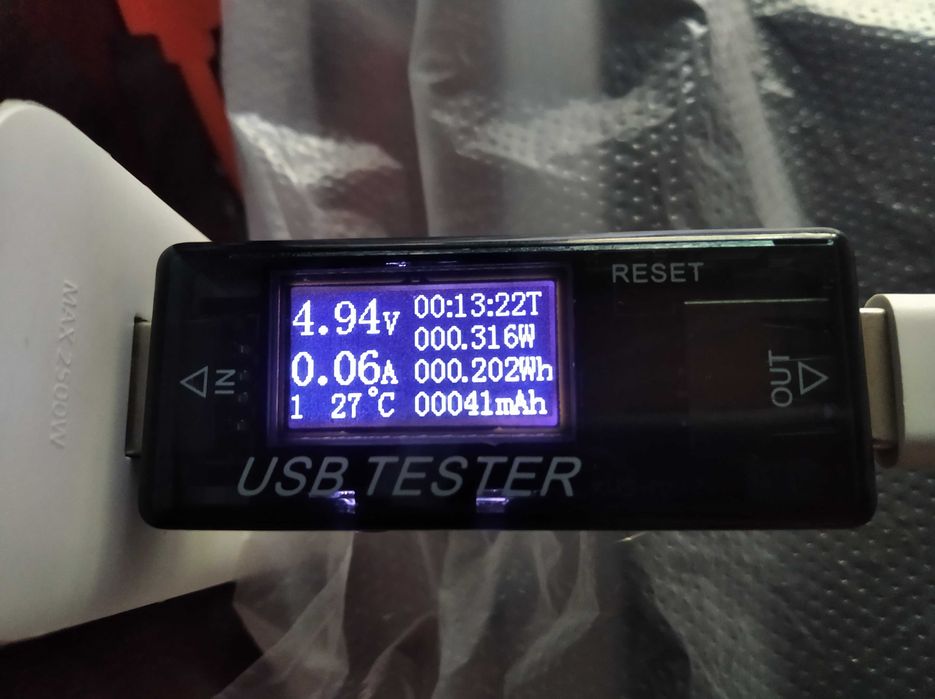 MAX 2500W
RESET
4.94V
00:13:22T
000.316W
0.06A
000.202Wh
1 27°C
00041mAh
IN
OUT
USB TESTER